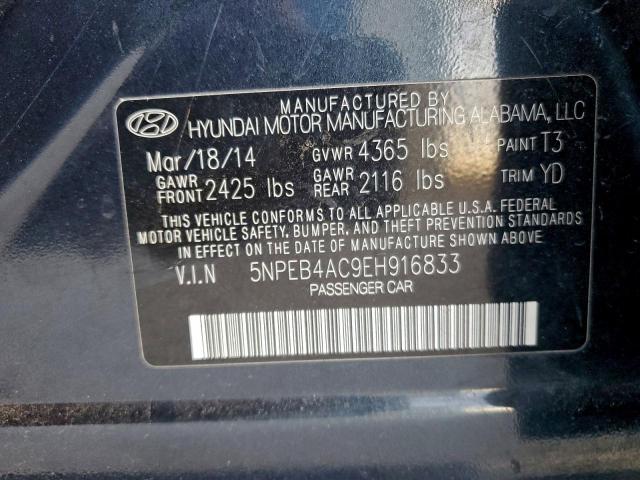 MANUFACTURED BY
HYUNDAI MOTOR MANUFACTURING ALABAMA, LLC
Mar/18/14 GVWR 4365 lbs PAINT T3
GAWR FRONT 2425 lbs GAWR REAR 2116 lbs TRIM YD
THIS VEHICLE CONFORMS TO ALL APPLICABLE U.S.A. FEDERAL
MOTOR VEHICLE SAFETY, BUMPER, AND THEFT PREVENTION STANDARDS
IN EFFECT ON THE DATE OF MANUFACTURE SHOWN ABOVE.
V.I.N 5NPEB4AC9EH916833
PASSENGER CAR